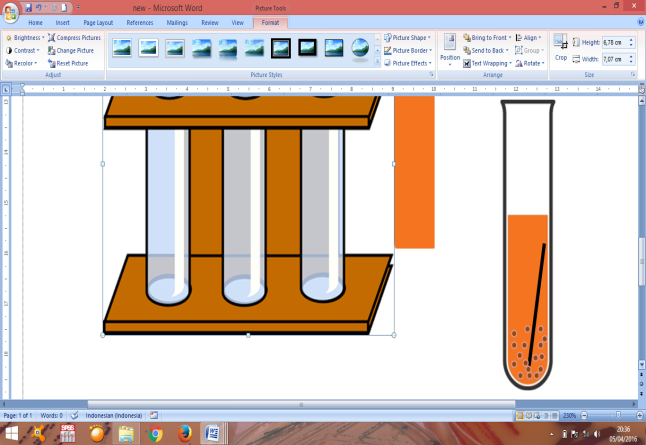 new - Microsoft Word
Picture Tools
Home Insert Page Layout References Mailings Review View Format
Brightness Compress Pictures
Contrast Change Picture
Recolor Reset Picture
Adjust
Picture Styles
Picture Shape
Picture Border
Picture Effects
Position
Bring to Front
Send to Back
Text Wrapping
Align
Group
Rotate
Arrange
Crop
Height: 6,78 cm
Width: 7,07 cm
Size
Page: 1 of 1 Words: 0 Indonesian (Indonesia) 230%
SPSS
20:36
05/04/2016